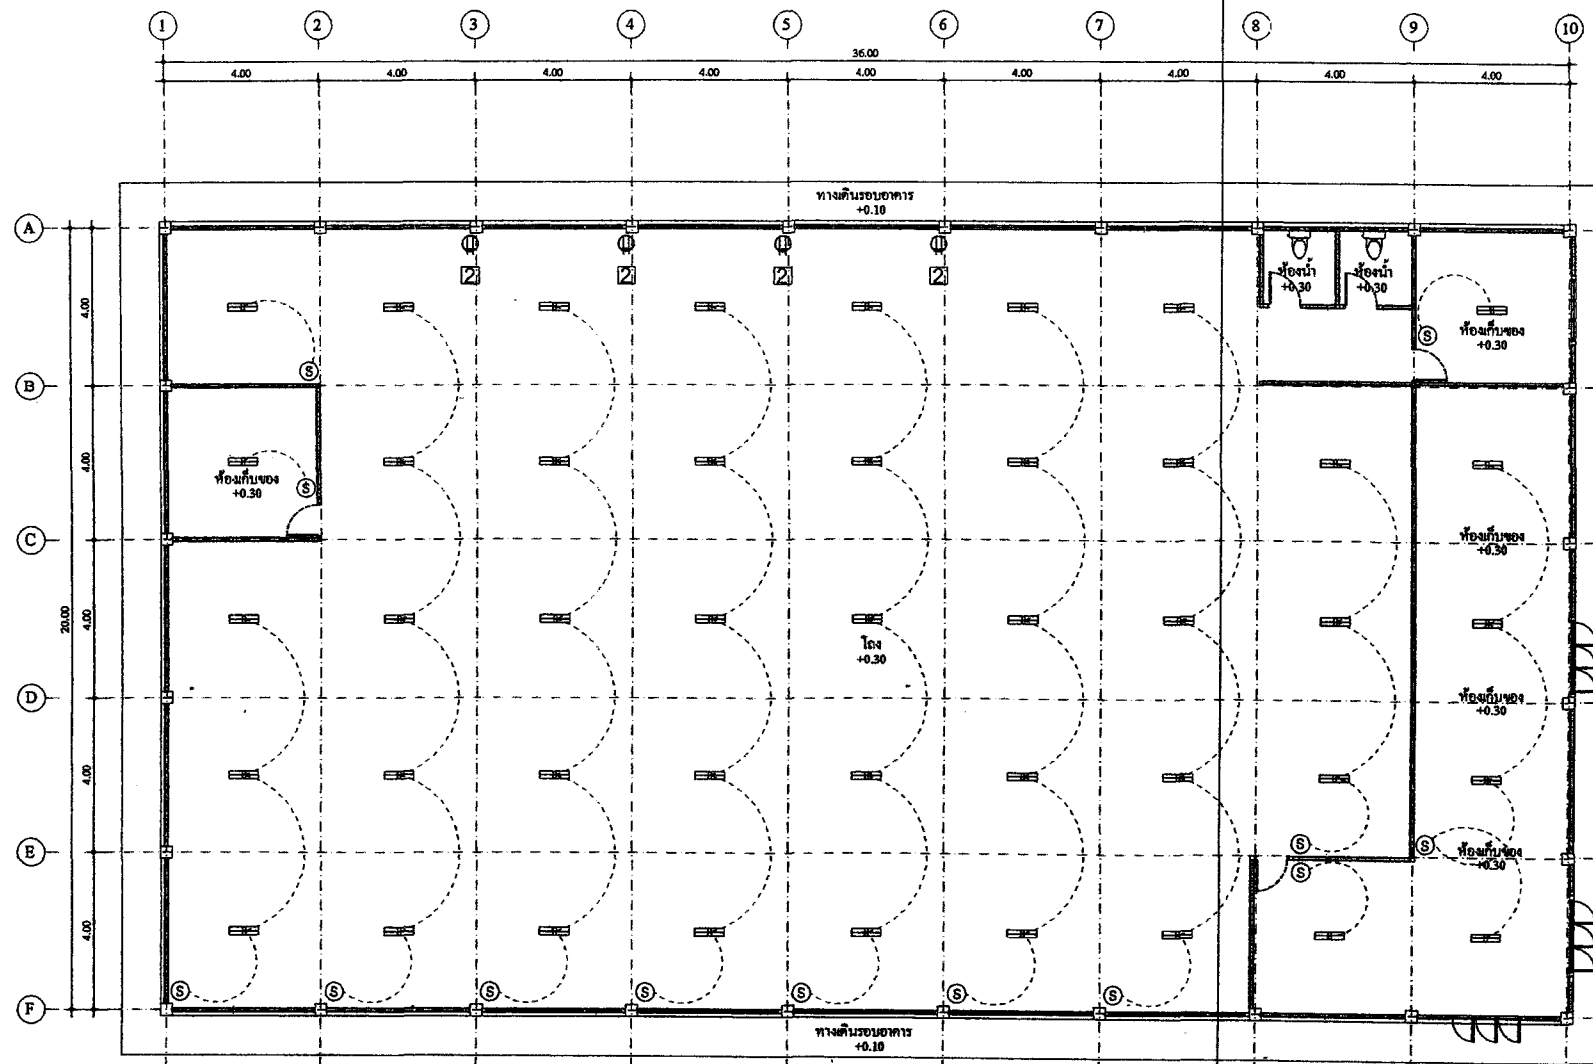 1 2 3 4 5 6 7 8 9 10
36.00
4.00 4.00 4.00 4.00 4.00 4.00 4.00 4.00 4.00
ทางเดินรอบอาคาร
+0.10
A
2 2 2 2
ห้องน้ำ ห้องน้ำ
+0.30 +0.30
4.00
S
ห้องเก็บของ
+0.30
S
B
4.00
ห้องเก็บของ
+0.30
S
C
ห้องเก็บของ
+0.30
20.00
4.00
โถง
+0.30
D
ห้องเก็บของ
+0.30
4.00
S
S
E
ห้องเก็บของ
+0.30
S
4.00
S S S S S S S
F
ทางเดินรอบอาคาร
+0.10